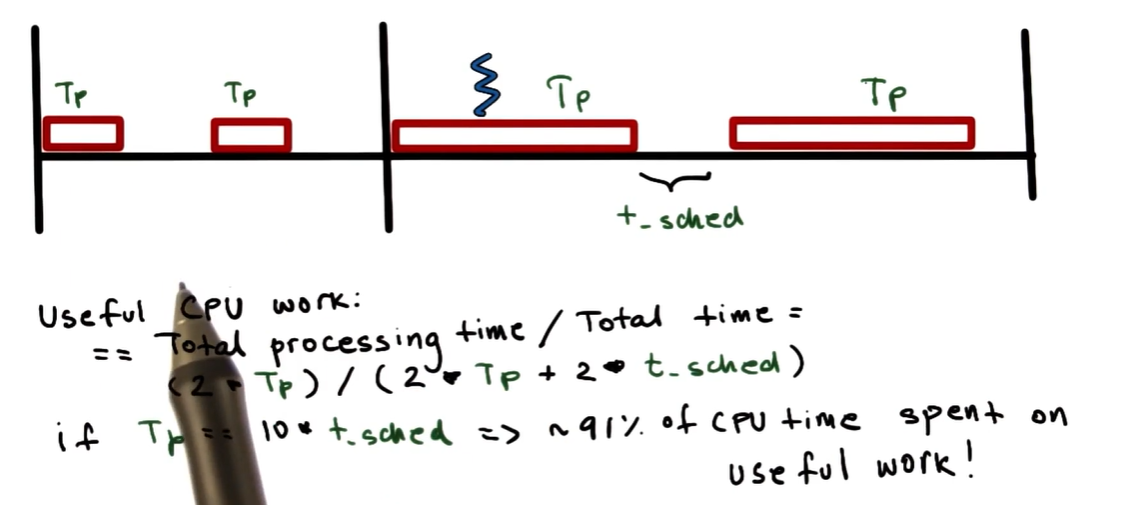 Tp Tp Tp Tp
t_sched
Useful CPU work:
== Total processing time / Total time =
(2 * Tp) / (2 * Tp + 2 * t_sched)
if Tp == 10 * t_sched => ~91% of CPU time spent on
useful work!